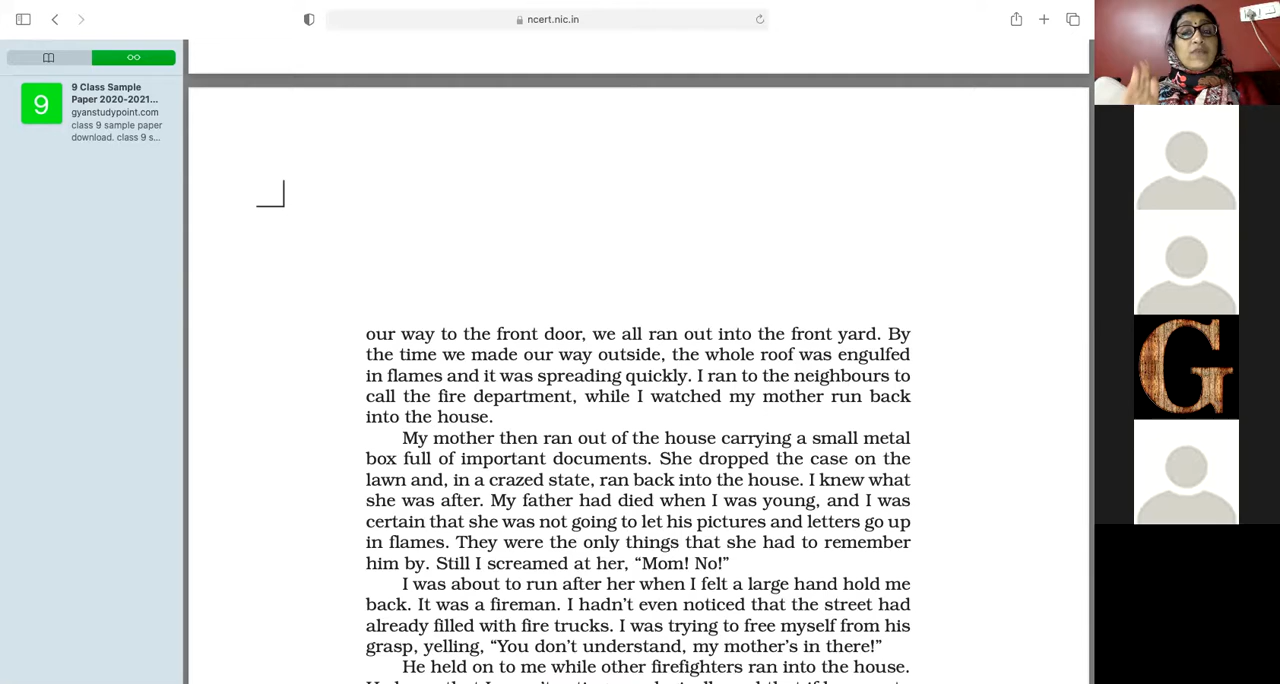 ncert.nic.in
9
9 Class Sample
Paper 2020-2021...
gyanstudypoint.com
class 9 sample paper
download. class 9 s...
our way to the front door, we all ran out into the front yard. By
the time we made our way outside, the whole roof was engulfed
in flames and it was spreading quickly. I ran to the neighbours to
call the fire department, while I watched my mother run back
into the house.
My mother then ran out of the house carrying a small metal
box full of important documents. She dropped the case on the
lawn and, in a crazed state, ran back into the house. I knew what
she was after. My father had died when I was young, and I was
certain that she was not going to let his pictures and letters go up
in flames. They were the only things that she had to remember
him by. Still I screamed at her, “Mom! No!”
I was about to run after her when I felt a large hand hold me
back. It was a fireman. I hadn’t even noticed that the street had
already filled with fire trucks. I was trying to free myself from his
grasp, yelling, “You don’t understand, my mother’s in there!”
He held on to me while other firefighters ran into the house.
G